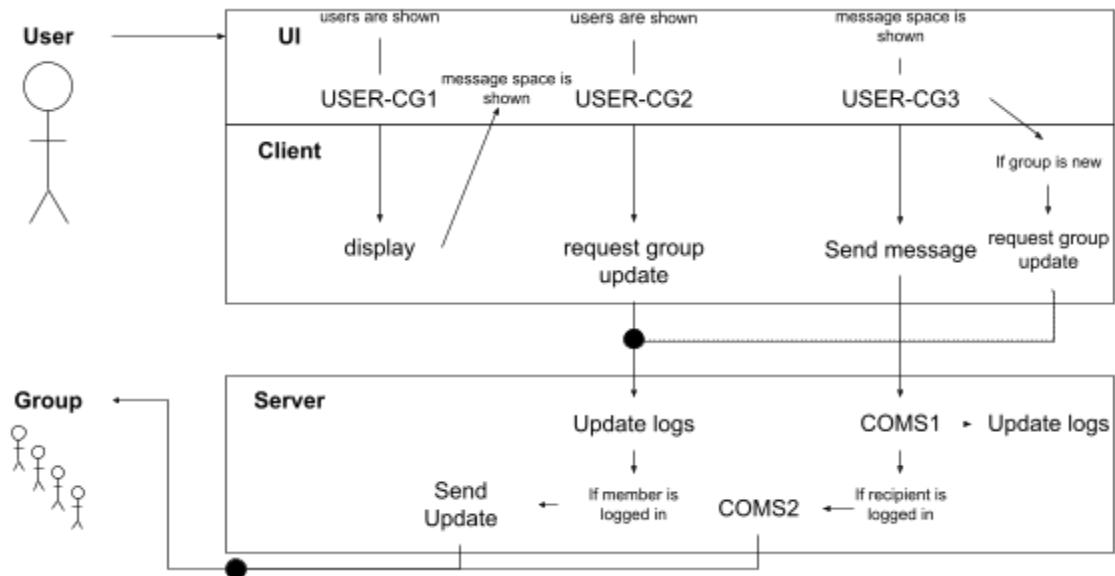 users are shown
users are shown
message space is
shown
User
UI
message space is
shown
USER-CG1
USER-CG2
USER-CG3
Client
If group is new
display
request group
update
Send message
request group
update
Group
Server
Update logs
COMS1
Update logs
Send
Update
If member is
logged in
COMS2
If recipient is
logged in